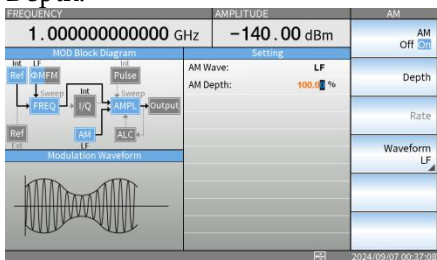 Depth.
FREQUENCY
AMPLITUDE
AM
1.000000000000 GHz
-140.00 dBm
AM
Off On
MOD Block Diagram
Setting
Int LF
Int
Ref ΦM FM
Pulse
Sweep
Int
Sweep
FREQ
I/Q
AMPL
Output
Ref
AM
ALC
Ext
LF
AM Wave: LF
AM Depth: 100.0 %
Depth
Rate
Waveform
LF
Modulation Waveform
2024/09/07 00:37:08